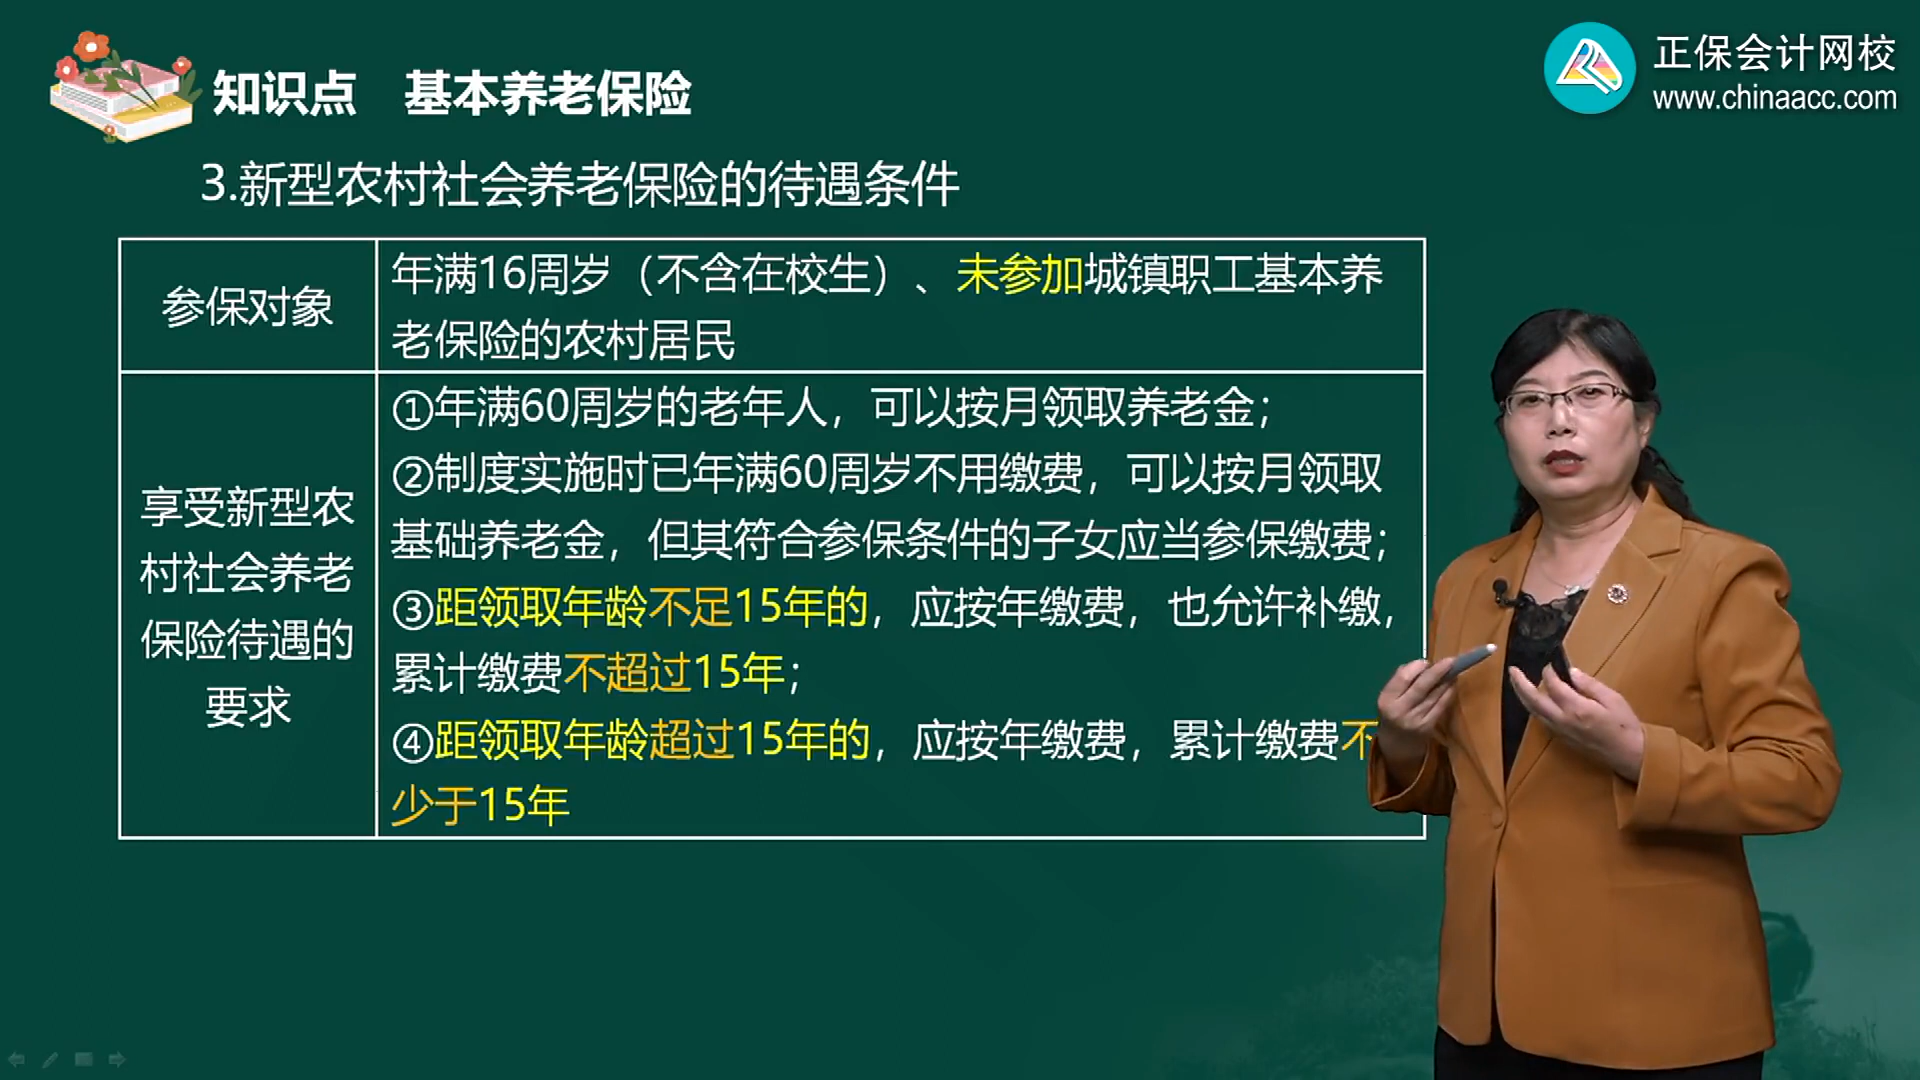 正保会计网校
www.chinaacc.com
知识点 基本养老保险
3.新型农村社会养老保险的待遇条件
参保对象
年满16周岁（不含在校生）、未参加城镇职工基本养
老保险的农村居民
享受新型农
村社会养老
保险待遇的
要求
①年满60周岁的老年人，可以按月领取养老金；
②制度实施时已年满60周岁不用缴费，可以按月领取
基础养老金，但其符合参保条件的子女应当参保缴费；
③距领取年龄不足15年的，应按年缴费，也允许补缴，
累计缴费不超过15年；
④距领取年龄超过15年的，应按年缴费，累计缴费不
少于15年